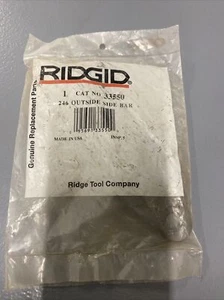 RIDGID
1 CAT NO. 33550
246 OUTSIDE SIDE BAR
MADE IN USA
Ridge Tool Company
Genuine Replacement Parts